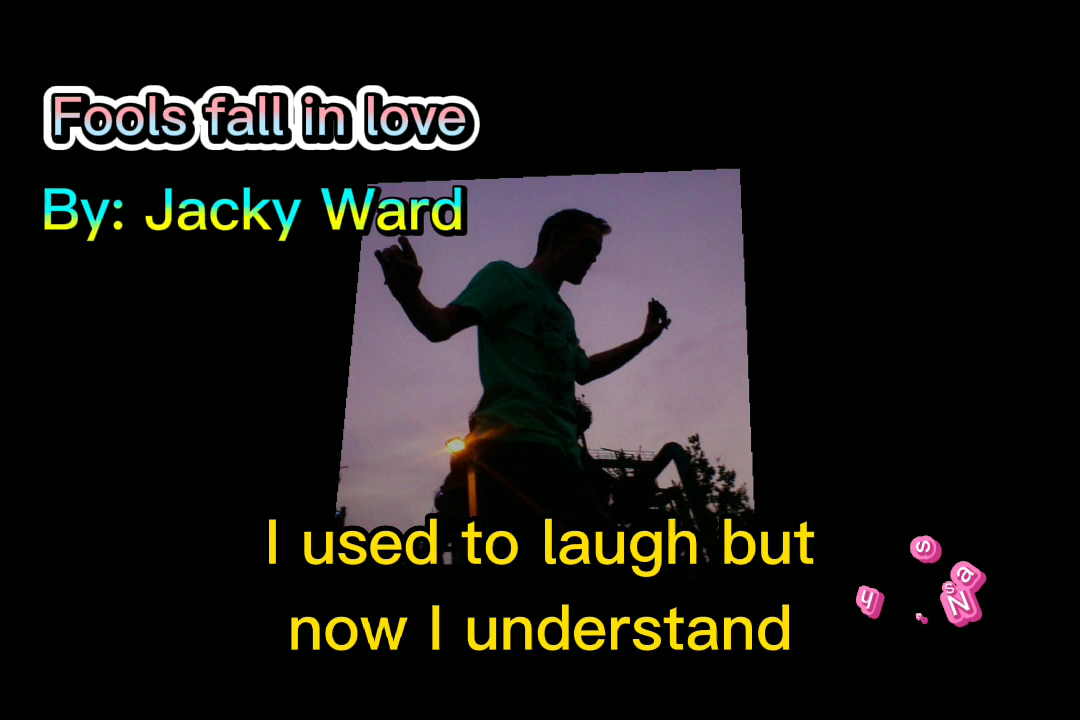 Fools fall in love
By: Jacky Ward
I used to laugh but
now I understand
s
a
s
N
h